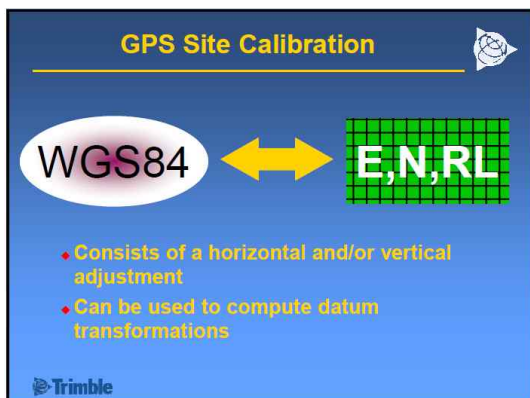 GPS Site Calibration
WGS84
E,N,RL
Consists of a horizontal and/or vertical
adjustment
Can be used to compute datum
transformations
Trimble